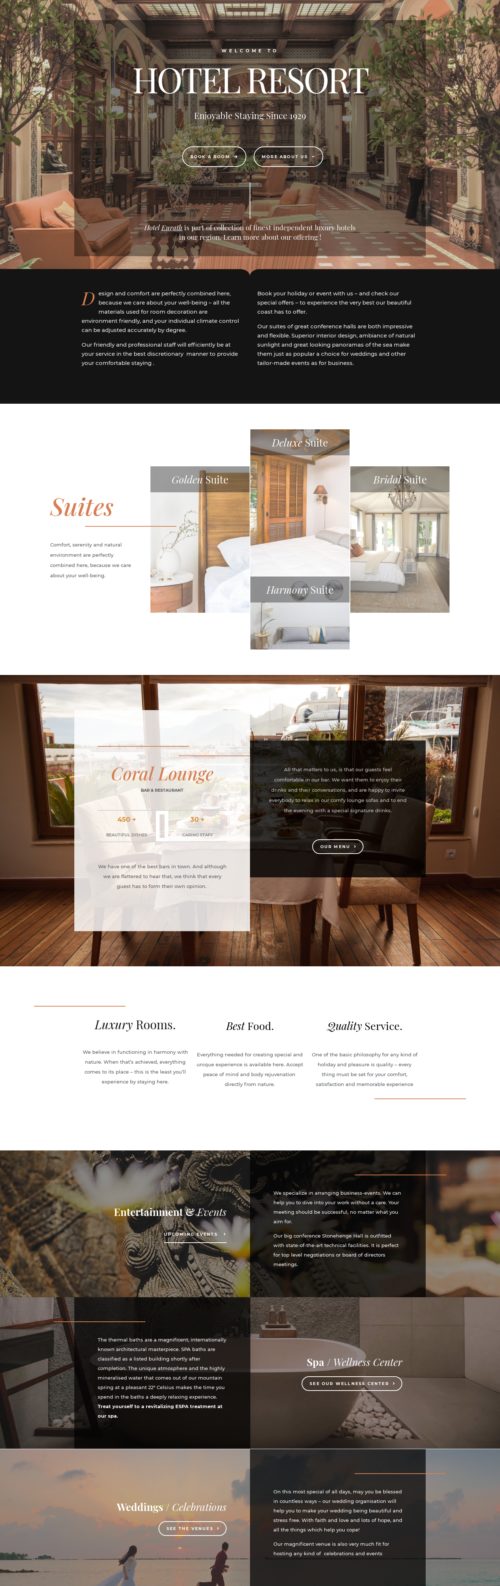 WELCOME TO
HOTEL RESORT
Enjoyable Staying Since 1929
BOOK A ROOM
MORE ABOUT US
is part of collection of finest independent luxury hotels
in our region. Learn more about our offering !
Design and comfort are perfectly combined here,
because we care about your well-being – all the
materials used for room decoration are
environment friendly, and your individual climate control
can be adjusted accurately by degree.
Our friendly and professional staff will efficiently be at
your service in the best discretionary manner to provide
your comfortable staying .
Book your holiday or event with us – and check our
special offers – to experience the very best our beautiful
coast has to offer.
Our suites of great conference halls are both impressive
and flexible. Superior interior design, ambiance of natural
sunlight and great looking panoramas of the sea make
them just as popular a choice for weddings and other
tailor-made events as for business.
Suites
Comfort, serenity and natural
environment are perfectly
combined here, because we care
about your well-being.
Golden Suite
Deluxe Suite
Harmony Suite
Bridal Suite
Coral Lounge
BAR & RESTAURANT
450 +
BEAUTIFUL DISHES
30 +
CARING STAFF
We have one of the best bars in town. And although
we are flattered to hear that, we think that every
guest has to form their own opinion.
All that matters to us, is that our guests feel
comfortable in our bar. We want them to enjoy their
drinks and their conversations, and are happy to invite
everybody to relax in our comfy lounge sofas and to end
the evening with a special signature drinks.
OUR MENU
Luxury Rooms.
We believe in functioning in harmony with
nature. When that's achieved, everything
comes to its place – this is the least you'll
experience by staying here.
Best Food.
Everything needed for creating special and
unique experience is available here. Accept
peace of mind and body rejuvenation
directly from nature.
Quality Service.
One of the basic philosophy for any kind of
holiday and pleasure is quality – every
thing must be set for your comfort,
satisfaction and memorable experience
Entertainment & Events
UPCOMING EVENTS
We specialize in arranging business-events. We can
help you to dive into your work without a care. Your
meeting should be successful, no matter what you
aim for.
Our big conference Stonehenge Hall is outfitted
with state-of-the-art technical facilities. It is perfect
for top level negotiations or board of directors
meetings.
The thermal baths are a magnificent, internationally
known architectural masterpiece. SPA baths are
classified as a listed building shortly after
completion. The unique atmosphere and the highly
mineralised water that comes out of our mountain
spring at a pleasant 22° Celsius makes the time you
spend in the baths a deeply relaxing experience.
Treat yourself to a revitalizing ESPA treatment at
our spa.
Spa / Wellness Center
SEE OUR WELLNESS CENTER
Weddings / Celebrations
SEE THE VENUES
On this most special of all days, may you be blessed
in countless ways – our wedding organisation will
help you to make your wedding being beautiful and
stress free. With faith and love and lots of hope, and
all the things which help you cope!
Our magnificent venue is also very much fit for
hosting any kind of celebrations and events